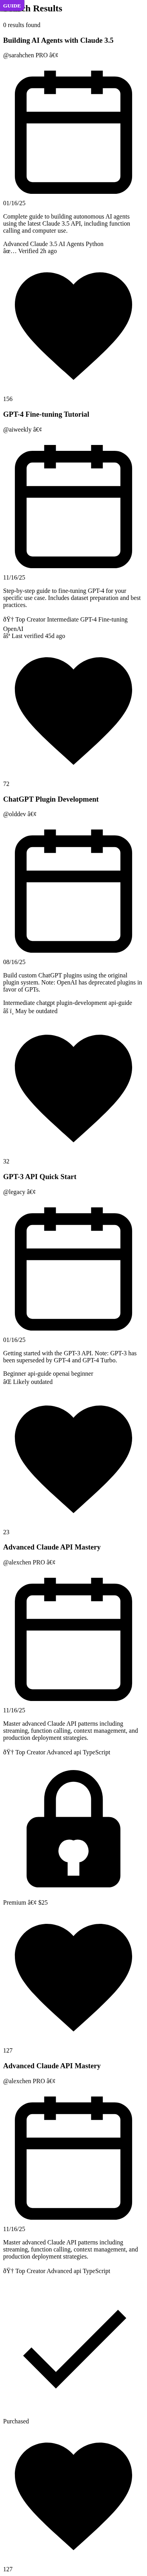 GUIDE
ch Results
0 results found
Building AI Agents with Claude 3.5
@sarahchen PRO â€¢
01/16/25
Complete guide to building autonomous AI agents
using the latest Claude 3.5 API, including function
calling and computer use.
Advanced Claude 3.5 AI Agents Python
âœ… Verified 2h ago
156
GPT-4 Fine-tuning Tutorial
@aiweekly â€¢
11/16/25
Step-by-step guide to fine-tuning GPT-4 for your
specific use case. Includes dataset preparation and best
practices.
ðŸ† Top Creator Intermediate GPT-4 Fine-tuning
OpenAI
Last verified 45d ago
72
ChatGPT Plugin Development
@olddev â€¢
08/16/25
Build custom ChatGPT plugins using the original
plugin system. Note: OpenAI has deprecated plugins in
favor of GPTs.
Intermediate chatgpt plugin-development api-guide
May be outdated
32
GPT-3 API Quick Start
@legacy â€¢
01/16/25
Getting started with the GPT-3 API. Note: GPT-3 has
been superseded by GPT-4 and GPT-4 Turbo.
Beginner api-guide openai beginner
âŒ Likely outdated
23
Advanced Claude API Mastery
@alexchen PRO â€¢
11/16/25
Master advanced Claude API patterns including
streaming, function calling, context management, and
production deployment strategies.
ðŸ† Top Creator Advanced api TypeScript
Premium â€¢ $25
127
Advanced Claude API Mastery
@alexchen PRO â€¢
11/16/25
Master advanced Claude API patterns including
streaming, function calling, context management, and
production deployment strategies.
ðŸ† Top Creator Advanced api TypeScript
Purchased
127